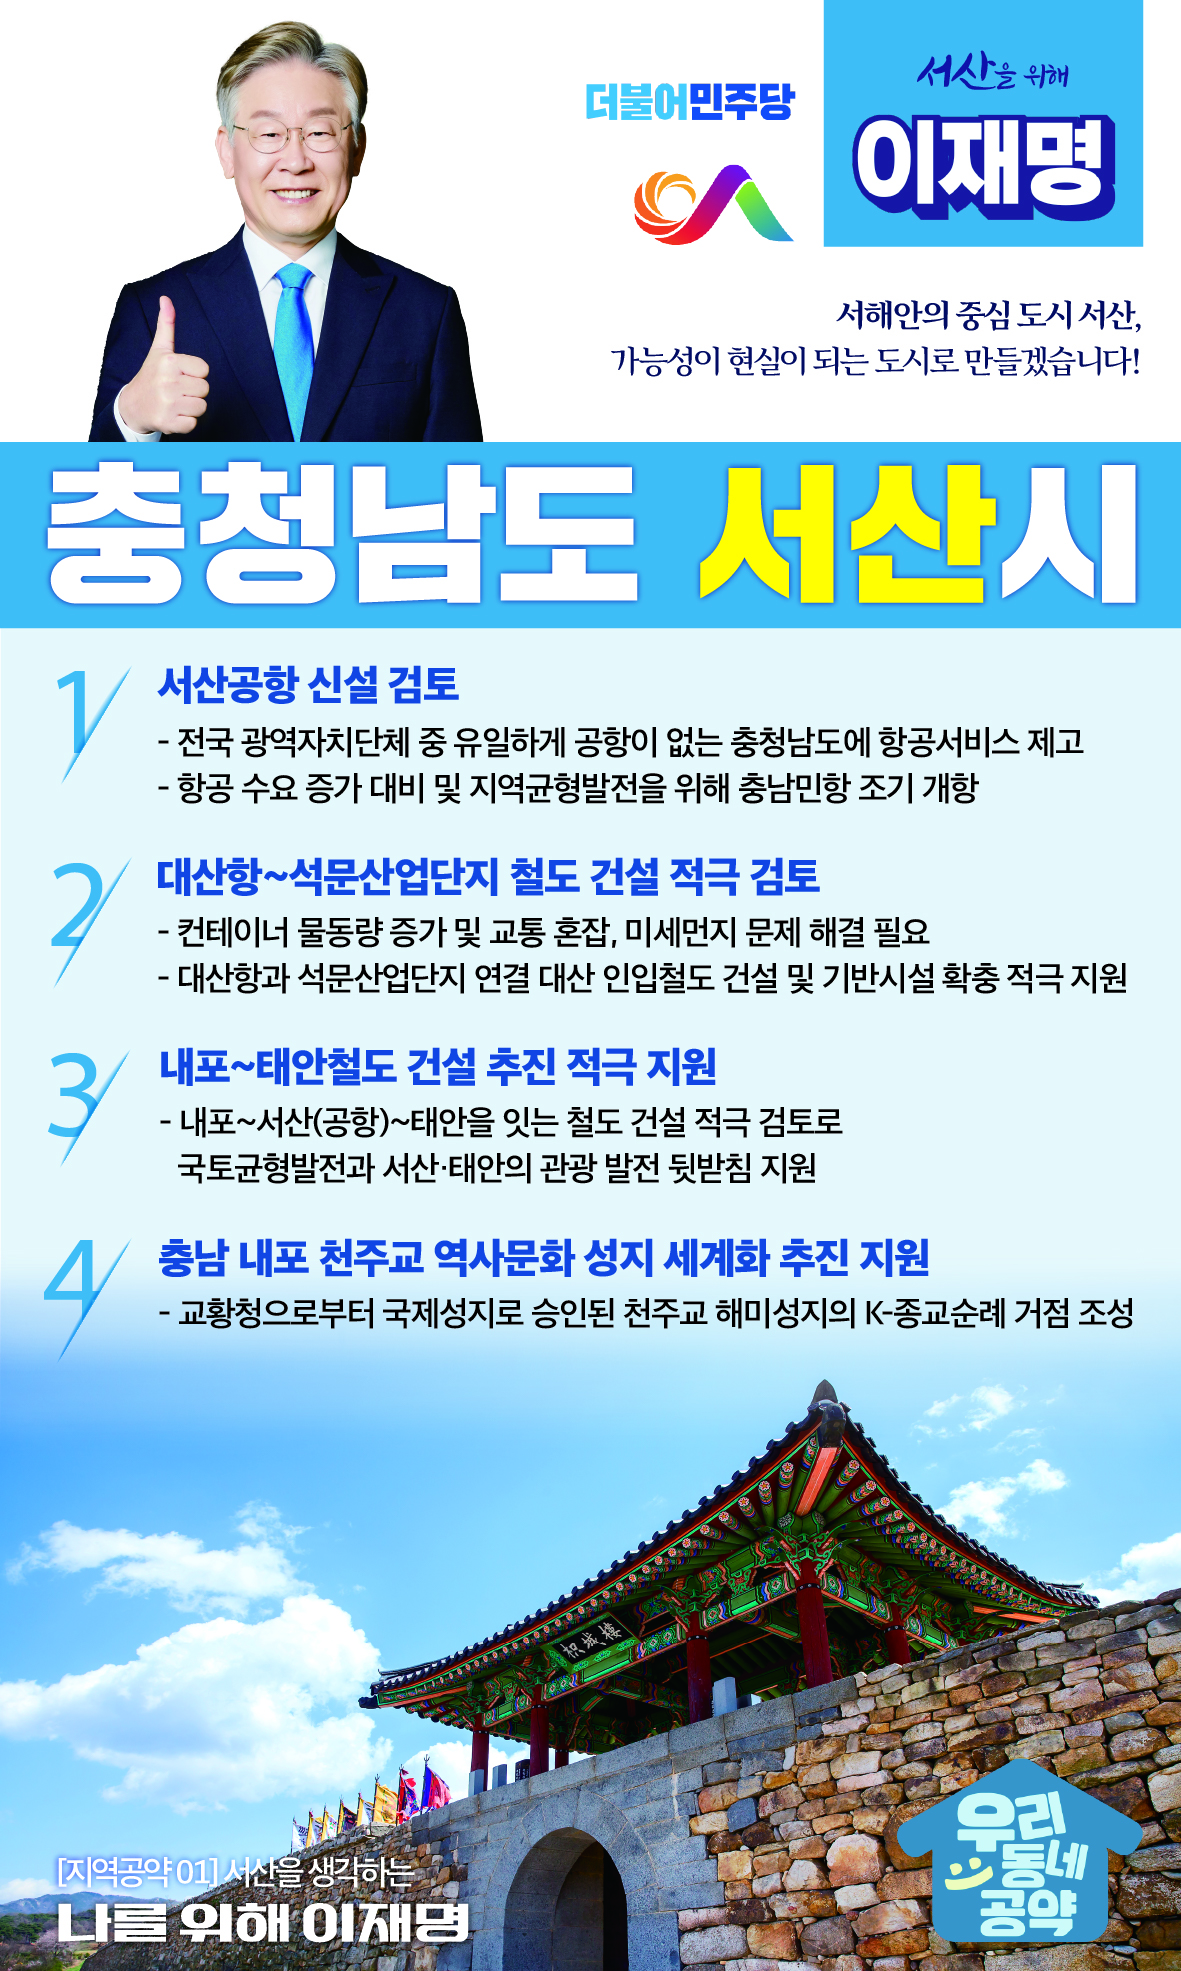 더불어민주당
서산을 위해
이재명
서해안의 중심 도시 서산,
가능성이 현실이 되는 도시로 만들겠습니다!
충청남도 서산시
1 서산공항 신설 검토
- 전국 광역자치단체 중 유일하게 공항이 없는 충청남도에 항공서비스 제고
- 항공 수요 증가 대비 및 지역균형발전을 위해 충남민항 조기 개항
2 대산항~석문산업단지 철도 건설 적극 검토
- 컨테이너 물동량 증가 및 교통 혼잡, 미세먼지 문제 해결 필요
- 대산항과 석문산업단지 연결 대산 인입철도 건설 및 기반시설 확충 적극 지원
3 내포~태안철도 건설 추진 적극 지원
- 내포~서산(공항)~태안을 잇는 철도 건설 적극 검토로
국토균형발전과 서산·태안의 관광 발전 뒷받침 지원
4 충남 내포 천주교 역사문화 성지 세계화 추진 지원
- 교황청으로부터 국제성지로 승인된 천주교 해미성지의 K-종교순례 거점 조성
枳城樓
[지역공약 01] 서산을 생각하는
나를 위해 이재명
우리
동네
공약